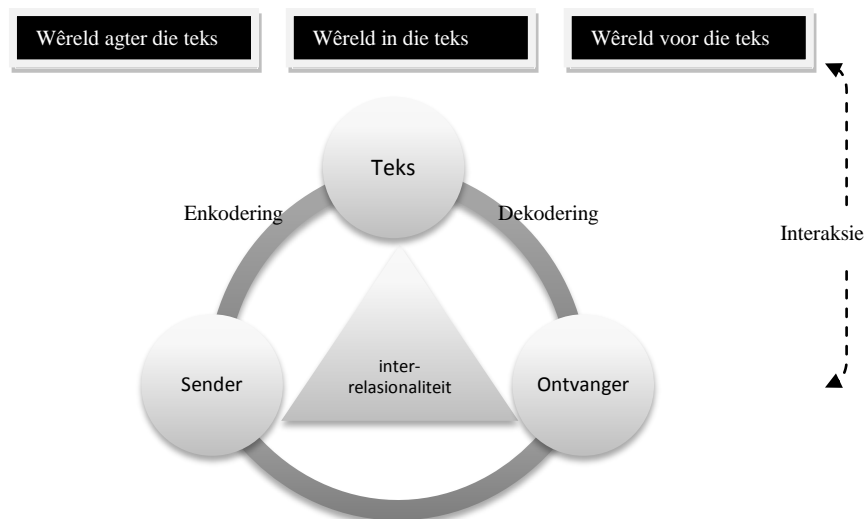 Wêreld agter die teks
Wêreld in die teks
Wêreld voor die teks
Teks
Enkodering
Dekodering
Interaksie
inter-
relasionaliteit
Sender
Ontvanger